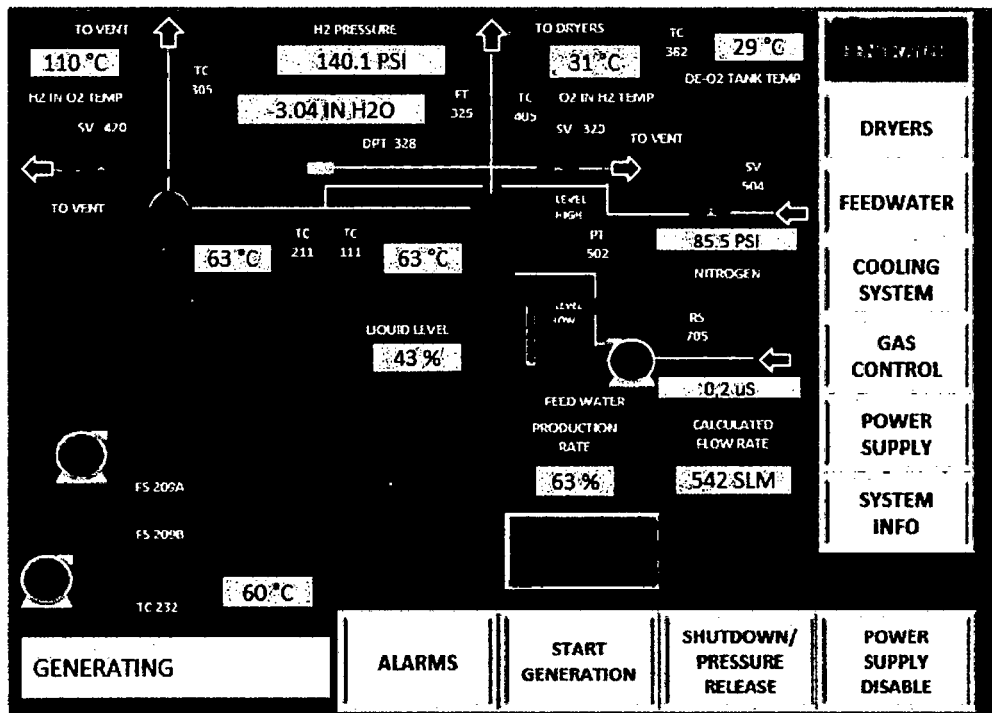 TO VENT
H2 PRESSURE
TO DRYERS
TC
382
29 °C
110 °C
140.1 PSI
31 °C
DE-O2 TANK TEMP
TC
305
H2 IN O2 TEMP
-3.04 IN H2O
FT
325
TC
405
O2 IN H2 TEMP
SV 420
SV 320
DPT 328
TO VENT
DRYERS
SV
504
TO VENT
LEVEL
HIGH
FEEDWATER
63 °C
TC
211
TC
111
63 °C
PT
502
85.5 PSI
NITROGEN
COOLING
SYSTEM
LEVEL
LOW
LIQUID LEVEL
43 %
RS
705
GAS
CONTROL
0.2 uS
FEED WATER
PRODUCTION
RATE
CALCULATED
FLOW RATE
POWER
SUPPLY
63 %
542 SLM
FS 209A
SYSTEM
INFO
FS 209B
60 °C
TC 232
GENERATING
ALARMS
START
GENERATION
SHUTDOWN/
PRESSURE
RELEASE
POWER
SUPPLY
DISABLE